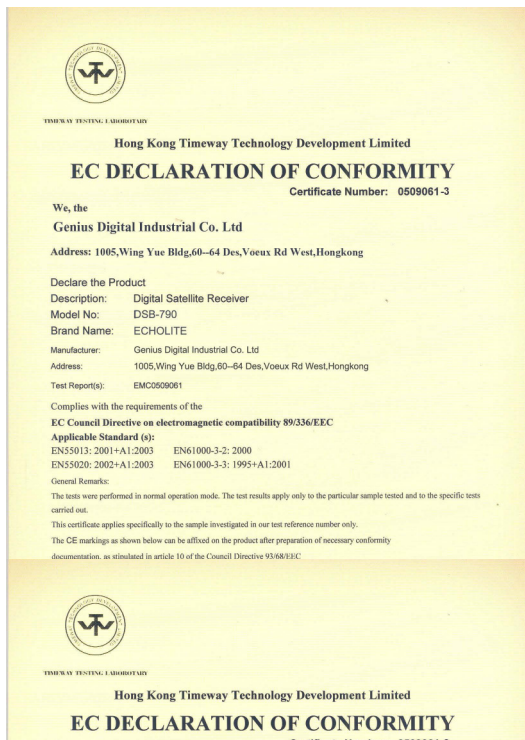 TIMEWAY TECHNOLOGY DEVELOPMENT LIMITED
TIMEWAY TESTING LABOROTARY
Hong Kong Timeway Technology Development Limited
EC DECLARATION OF CONFORMITY
Certificate Number: 0509061-3
We, the
Genius Digital Industrial Co. Ltd
Address: 1005,Wing Yue Bldg,60--64 Des,Voeux Rd West,Hongkong
Declare the Product
Description: Digital Satellite Receiver
Model No: DSB-790
Brand Name: ECHOLITE
Manufacturer: Genius Digital Industrial Co. Ltd
Address: 1005,Wing Yue Bldg,60--64 Des,Voeux Rd West,Hongkong
Test Report(s): EMC0509061
Complies with the requirements of the
EC Council Directive on electromagnetic compatibility 89/336/EEC
Applicable Standard (s):
EN55013: 2001+A1:2003 EN61000-3-2: 2000
EN55020: 2002+A1:2003 EN61000-3-3: 1995+A1:2001
General Remarks:
The tests were performed in normal operation mode. The test results apply only to the particular sample tested and to the specific tests
carried out.
This certificate applies specifically to the sample investigated in our test reference number only.
The CE markings as shown below can be affixed on the product after preparation of necessary conformity
documentation, as stipulated in article 10 of the Council Directive 93/68/EEC
TIMEWAY TESTING LABOROTARY
Hong Kong Timeway Technology Development Limited
EC DECLARATION OF CONFORMITY